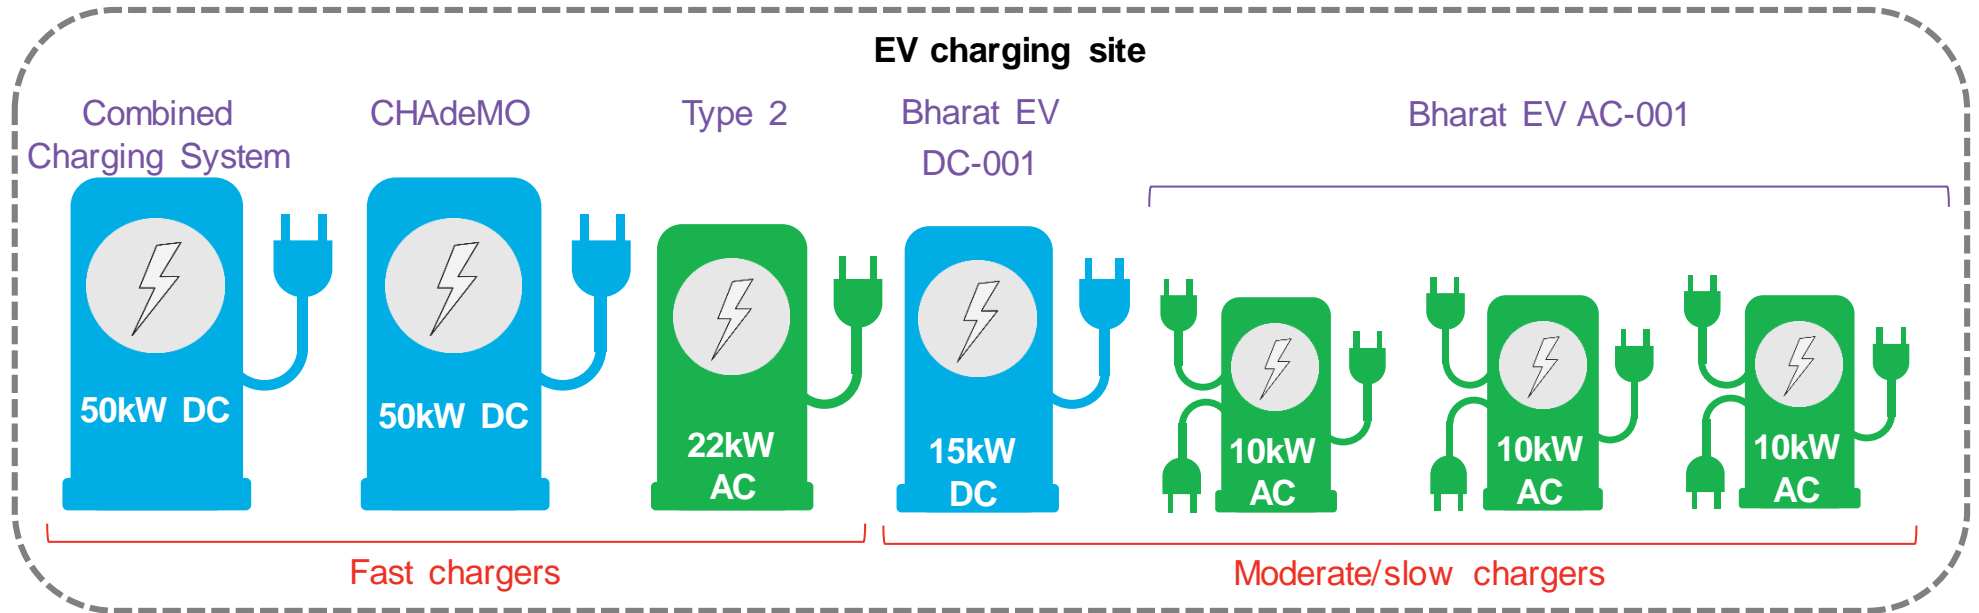 EV charging site
Combined
Charging System
CHAdeMO
Type 2
Bharat EV
DC-001
Bharat EV AC-001
50kW DC
50kW DC
22kW
AC
15kW
DC
10kW
AC
10kW
AC
10kW
AC
Fast chargers
Moderate/slow chargers